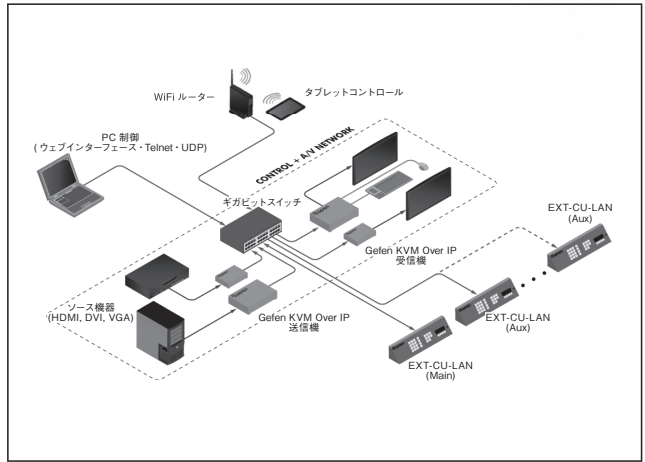 WiFi ルーター
タブレットコントロール
PC 制御
( ウェブインターフェース・Telnet・UDP)
CONTROL + A/V NETWORK
ギガビットスイッチ
EXT-CU-LAN
(Aux)
Gefen KVM Over IP
受信機
ソース機器
(HDMI, DVI, VGA)
Gefen KVM Over IP
送信機
EXT-CU-LAN
(Aux)
EXT-CU-LAN
(Main)